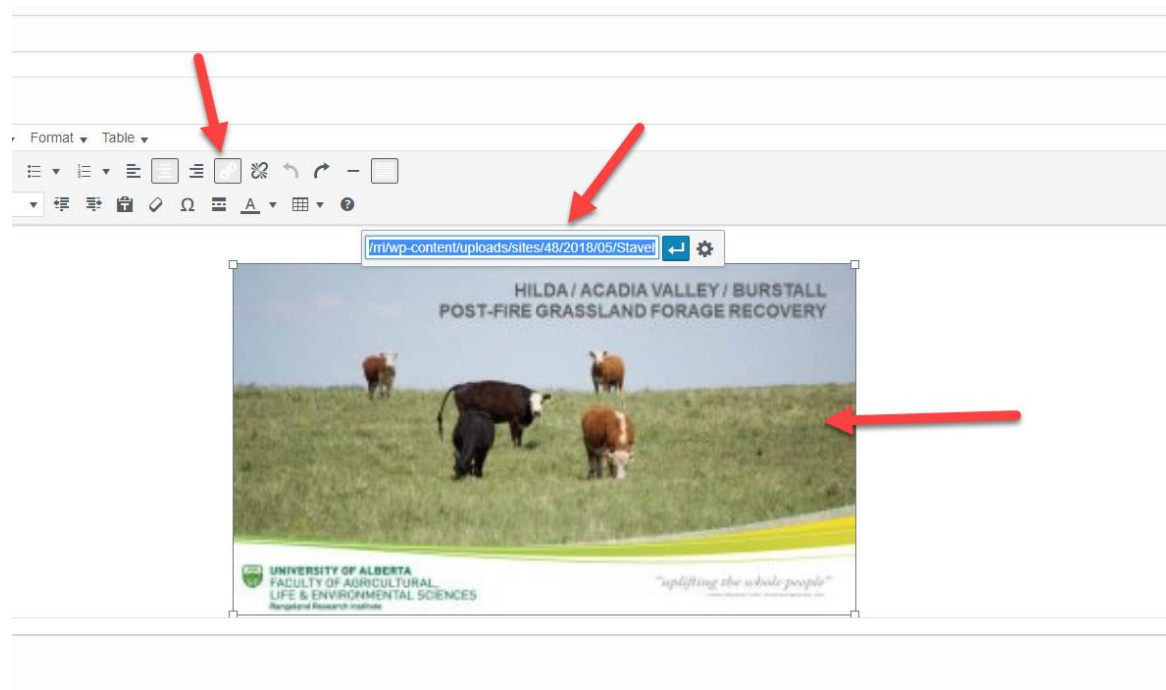 Format Table
A
/rri/wp-content/uploads/sites/48/2018/05/Stavel
HILDA / ACADIA VALLEY / BURSTALL
POST-FIRE GRASSLAND FORAGE RECOVERY
UNIVERSITY OF ALBERTA
FACULTY OF AGRICULTURAL,
LIFE & ENVIRONMENTAL SCIENCES
Rangeland Research Institute
"uplifting the whole people"